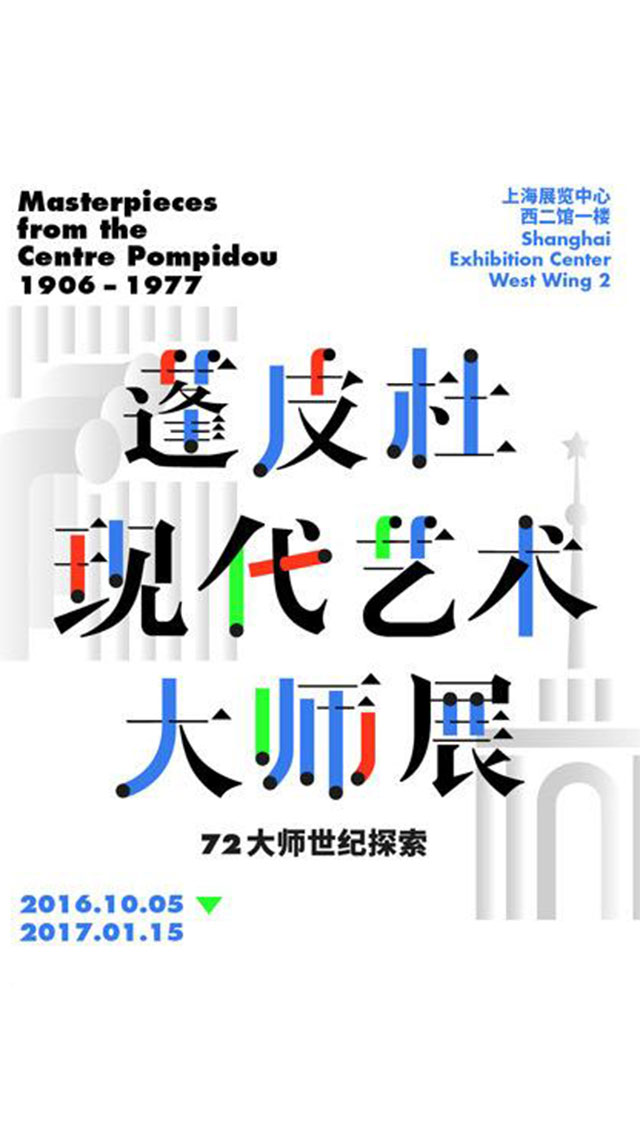 Masterpieces
from the
Centre Pompidou
1906 – 1977
上海展览中心
西二馆一楼
Shanghai
Exhibition Center
West Wing 2
蓬皮杜
现代艺术
大师展
72大师世纪探索
2016.10.05
2017.01.15